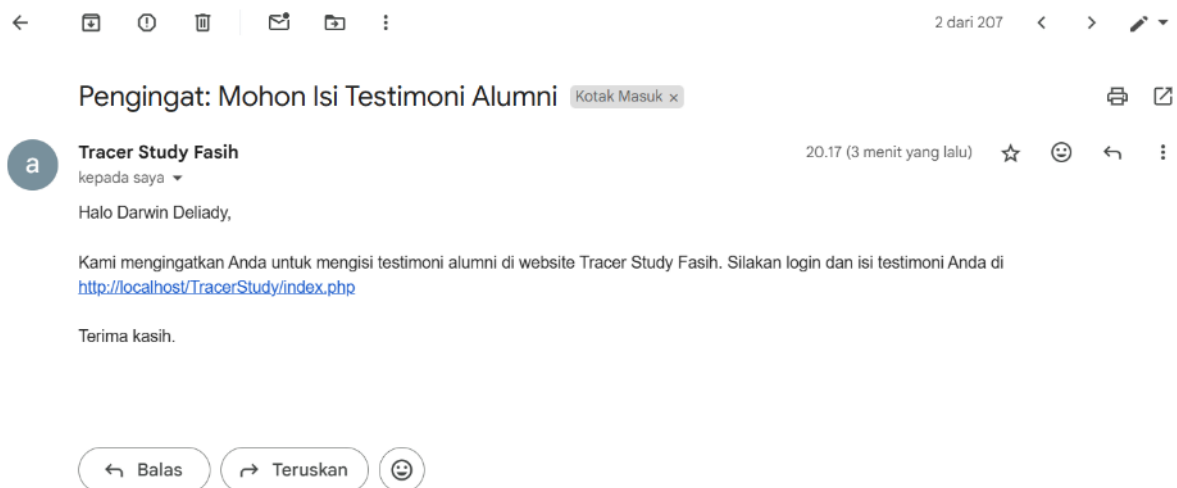 2 dari 207
Pengingat: Mohon Isi Testimoni Alumni Kotak Masuk x
a
Tracer Study Fasih 20.17 (3 menit yang lalu)
kepada saya
Halo Darwin Deliady,
Kami mengingatkan Anda untuk mengisi testimoni alumni di website Tracer Study Fasih. Silakan login dan isi testimoni Anda di
http://localhost/TracerStudy/index.php
Terima kasih.
Balas Teruskan